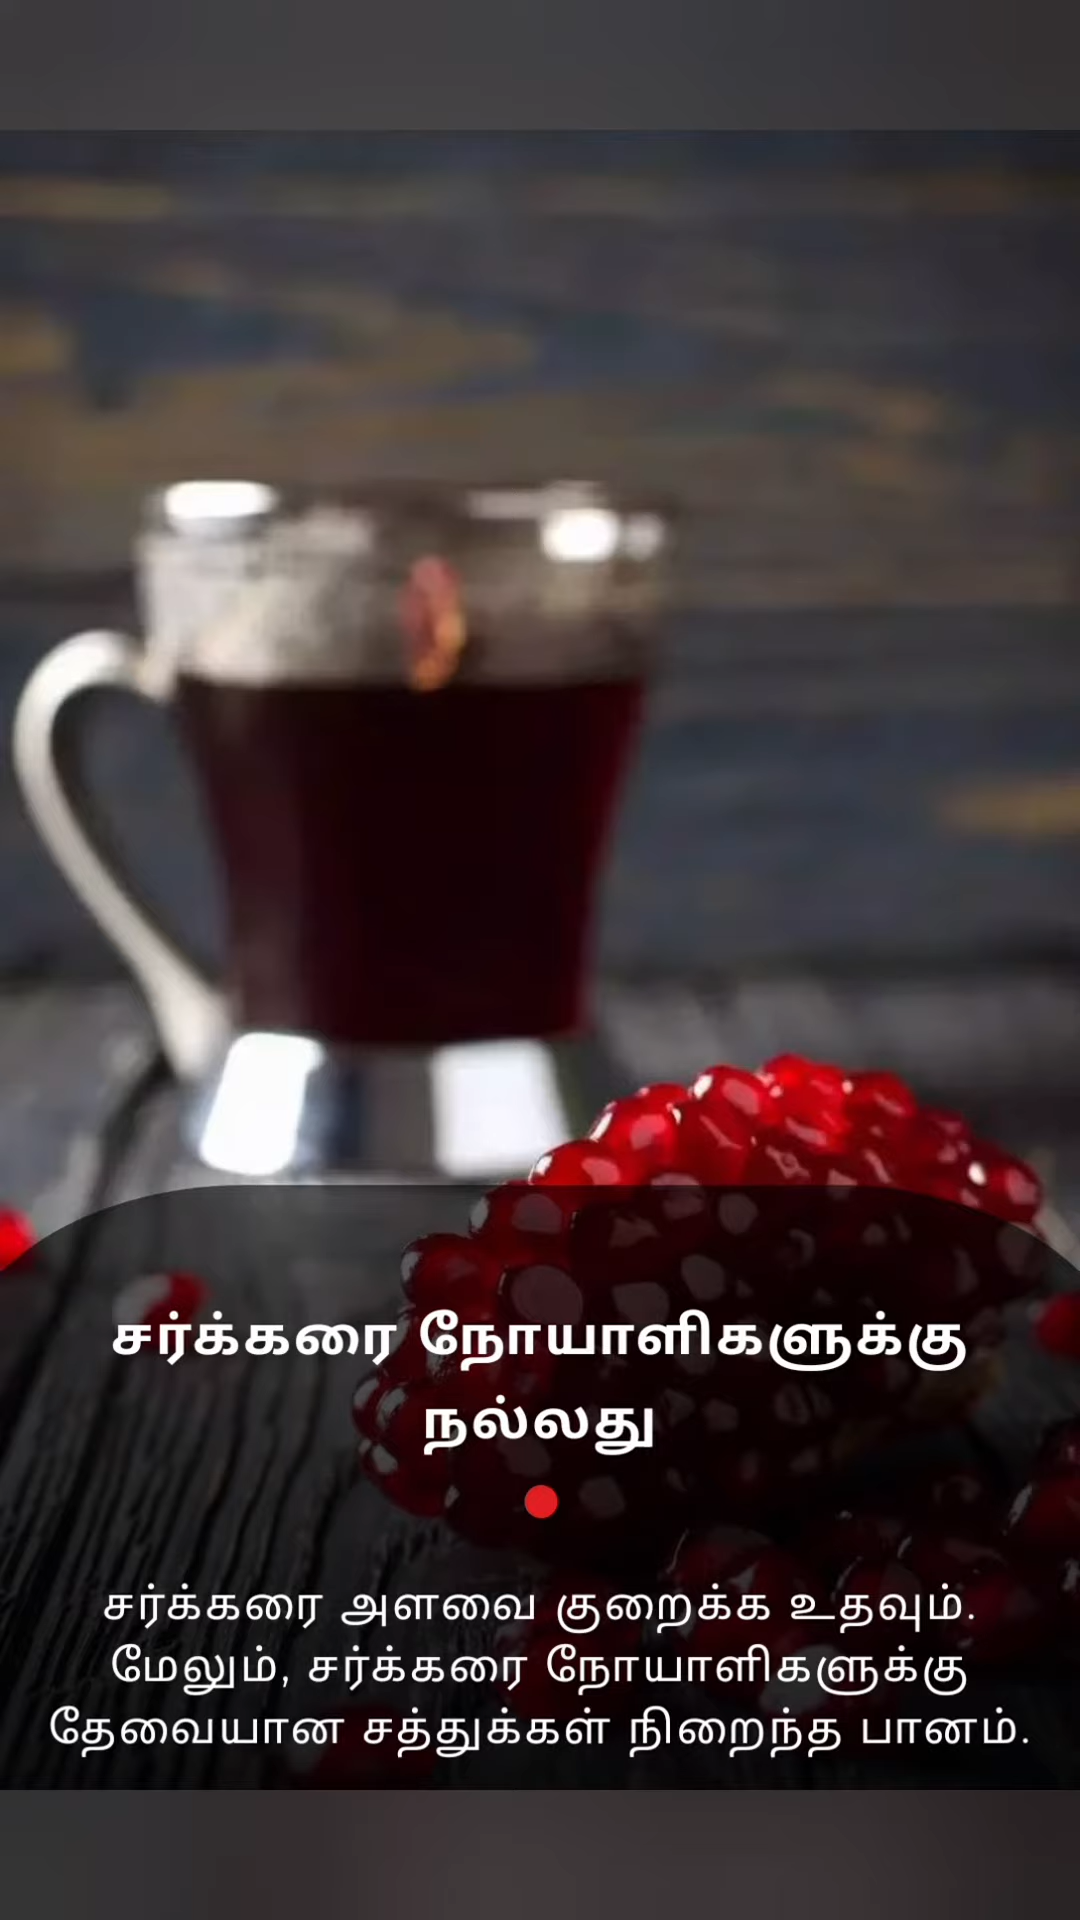 சர்க்கரை நோயாளிகளுக்கு
நல்லது
சர்க்கரை அளவை குறைக்க உதவும்.
மேலும், சர்க்கரை நோயாளிகளுக்கு
தேவையான சத்துக்கள் நிறைந்த பானம்.